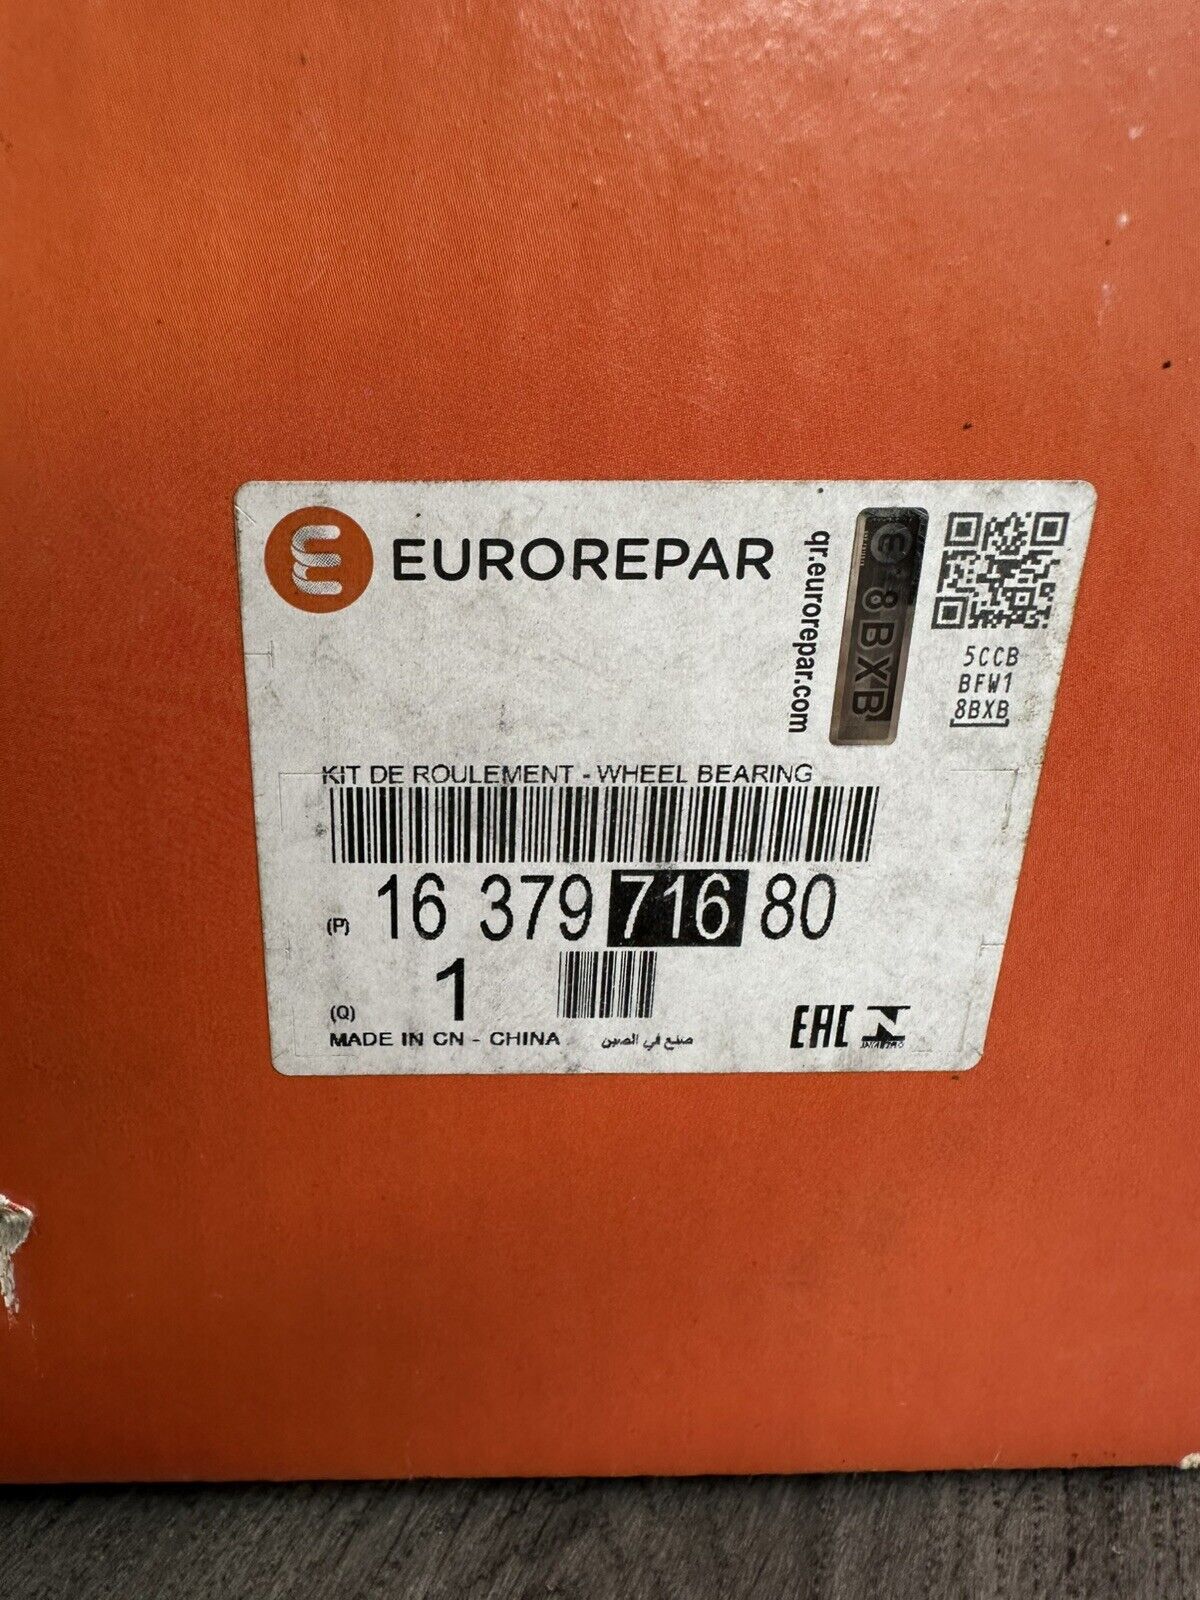 EUROREPAR
qr.eurorepar.com
8BXB
5CCB
BFW1
8BXB
KIT DE ROULEMENT - WHEEL BEARING
(P) 16 379 716 80
(Q) 1
MADE IN CN - CHINA صنع في الصين
EAC